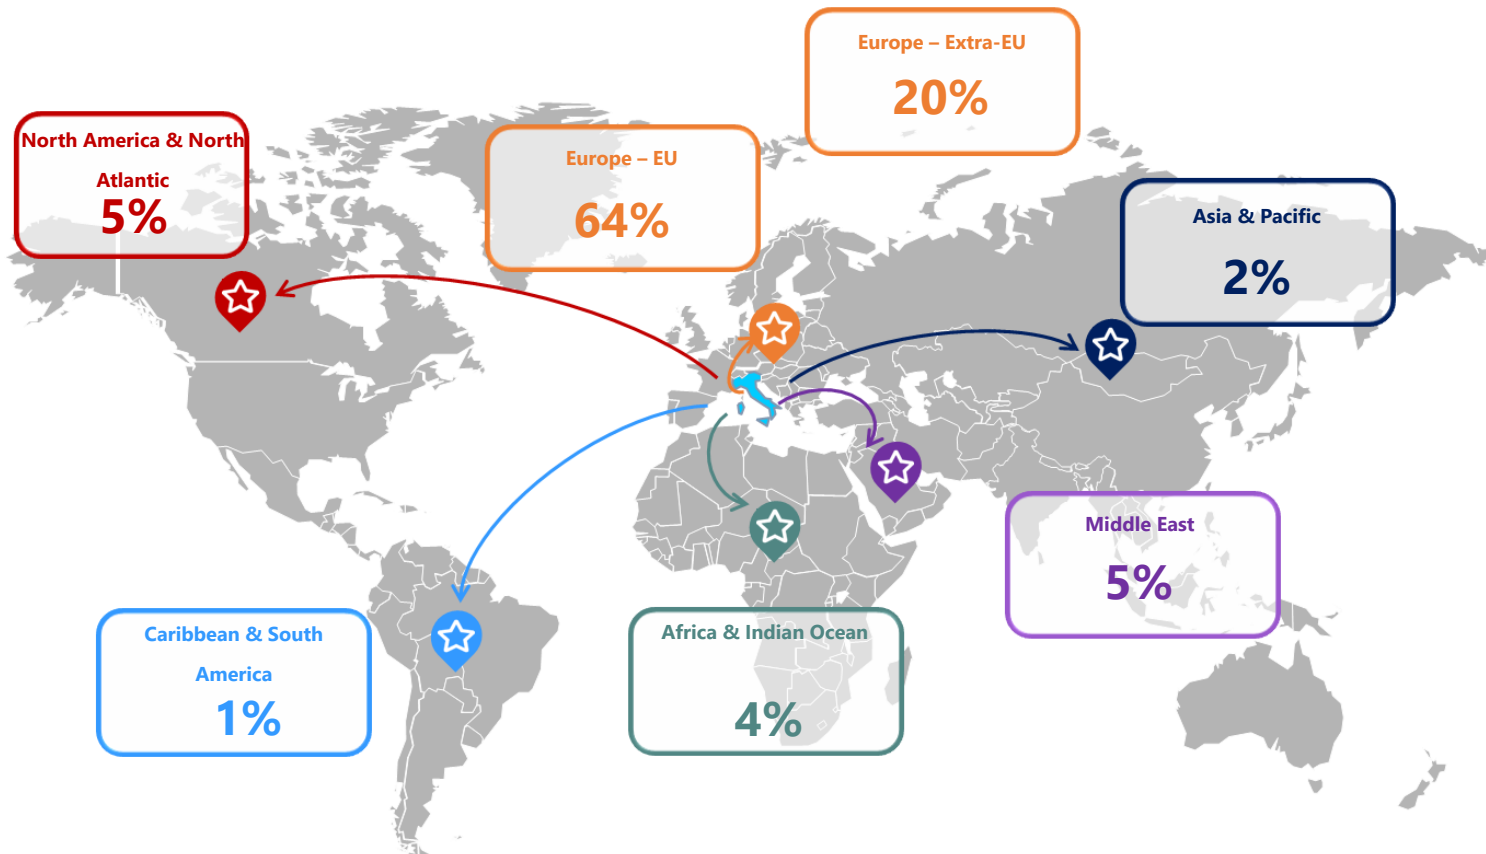 Europe – Extra-EU
20%
North America & North
Atlantic
5%
Europe – EU
64%
Asia & Pacific
2%
Middle East
5%
Caribbean & South
America
1%
Africa & Indian Ocean
4%